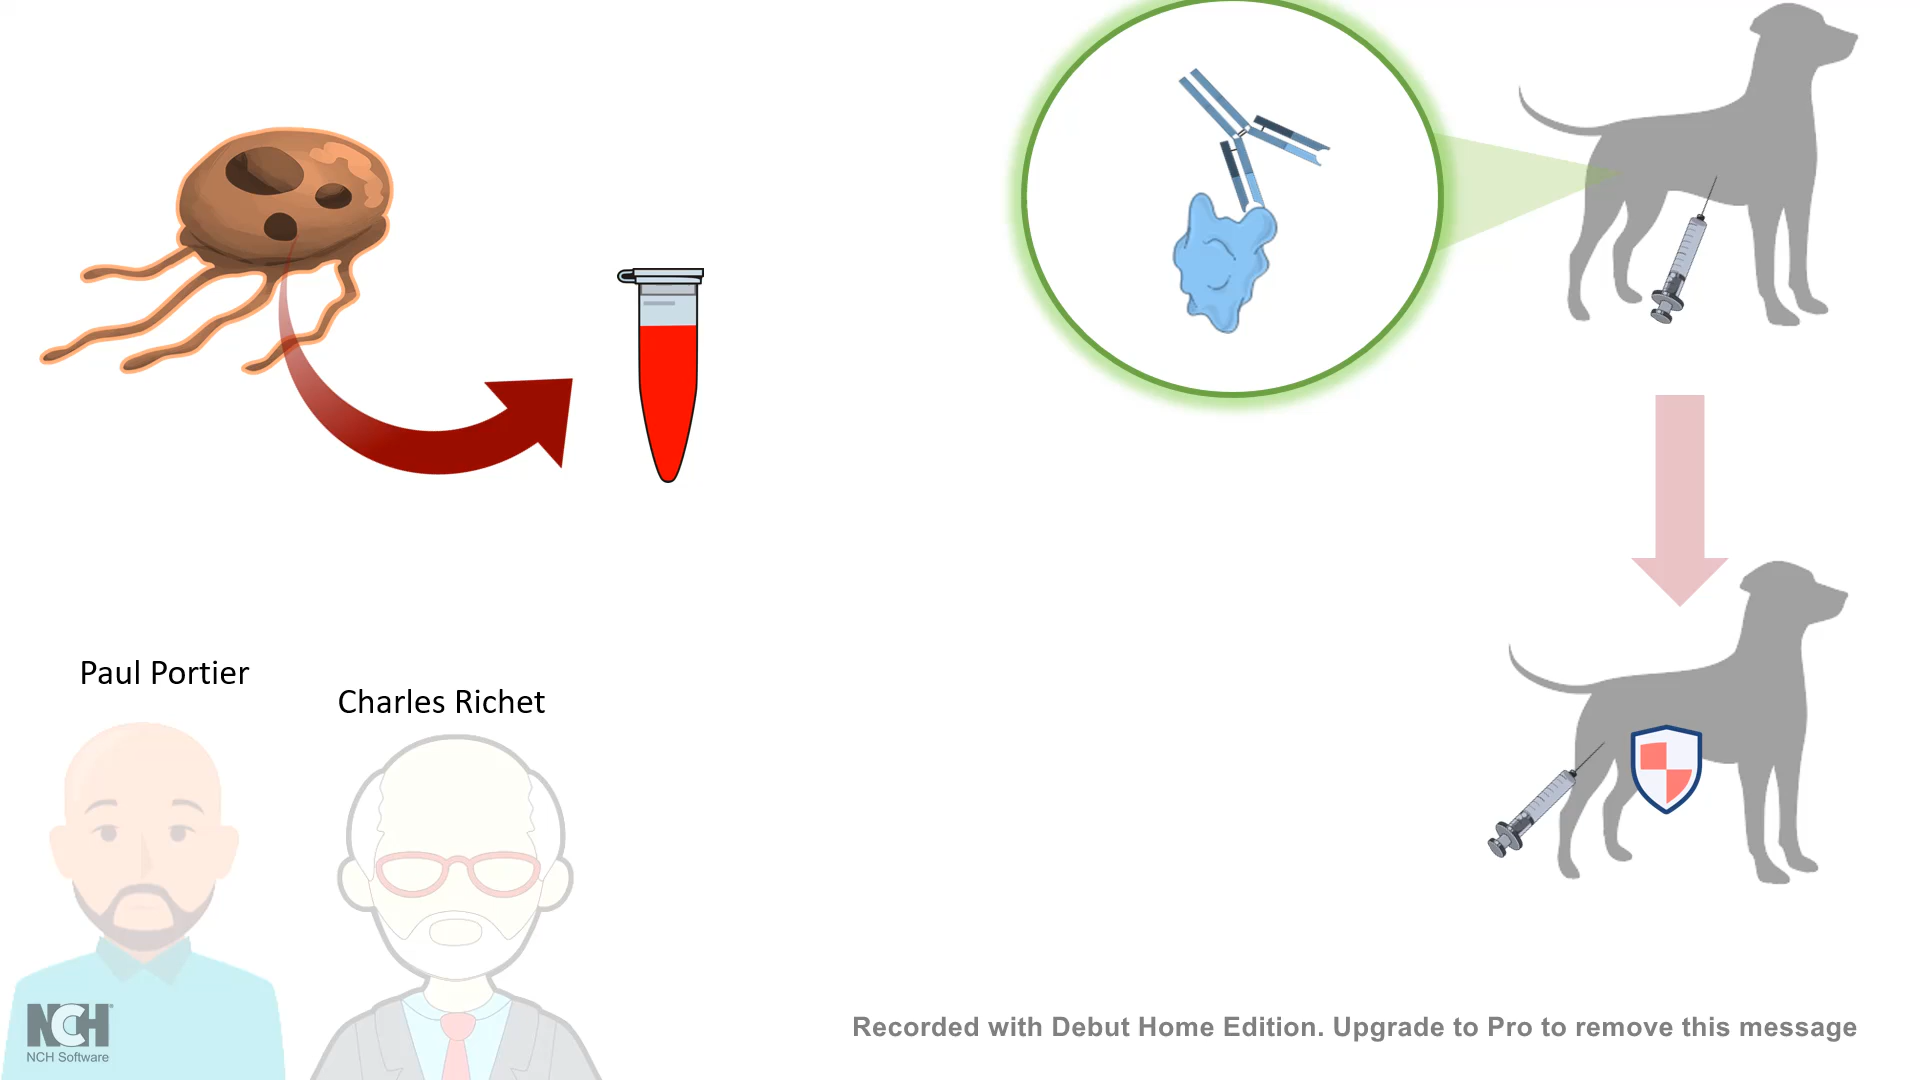 Paul Portier
Charles Richet
NCH
NCH Software
Recorded with Debut Home Edition. Upgrade to Pro to remove this message